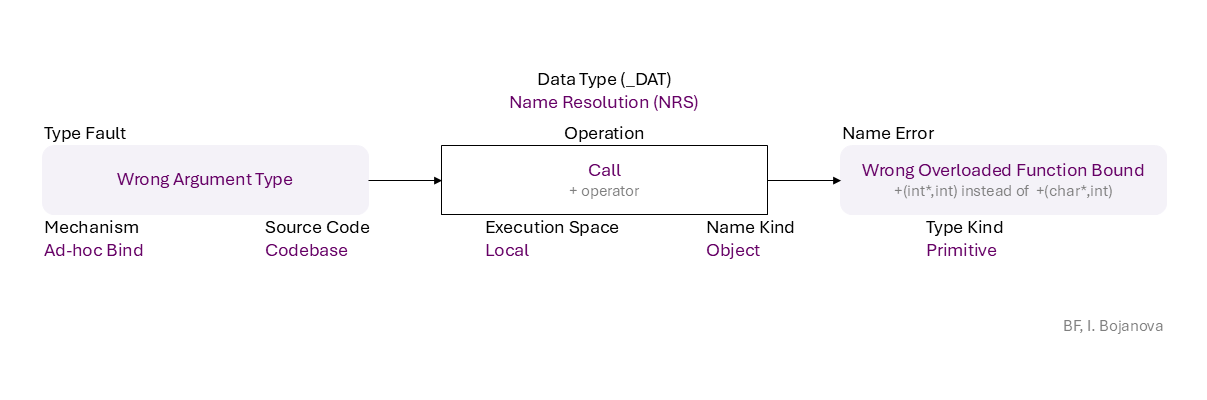 Data Type (_DAT)
Name Resolution (NRS)
Type Fault
Operation
Name Error
Wrong Argument Type
Call
+ operator
Wrong Overloaded Function Bound
+(int*,int) instead of +(char*,int)
Mechanism
Ad-hoc Bind
Source Code
Codebase
Execution Space
Local
Name Kind
Object
Type Kind
Primitive
BF, I. Bojanova